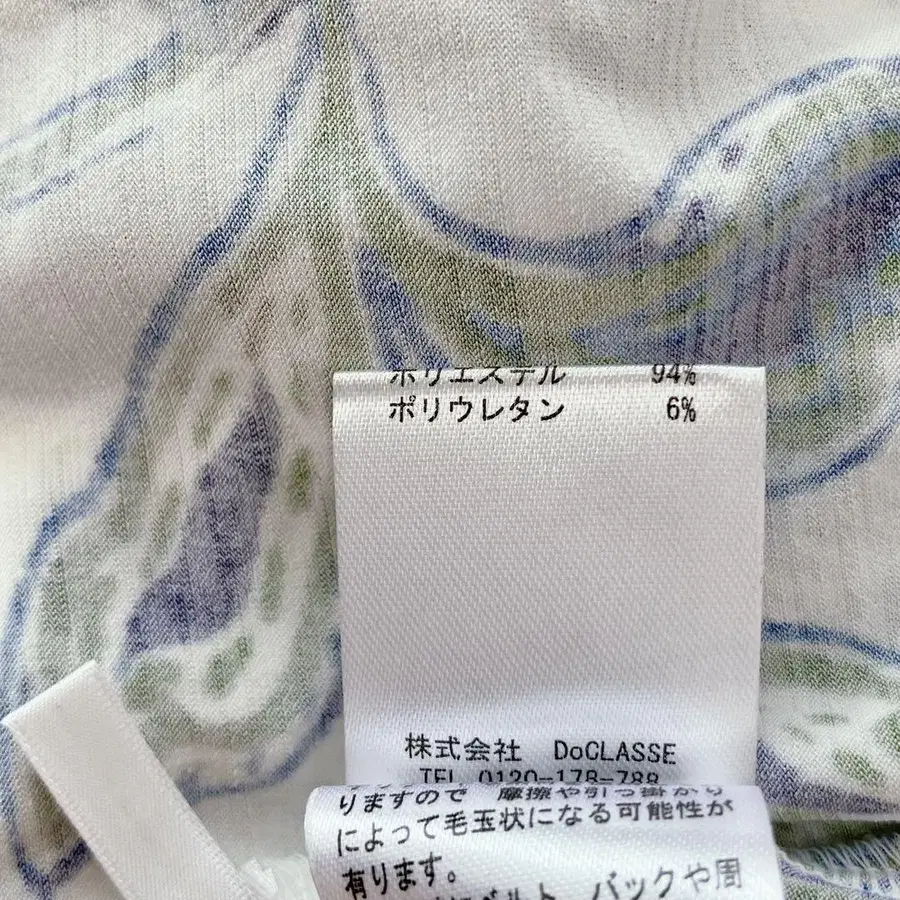 ポリエステル 94%
ポリウレタン 6%
株式会社 DoCLASSE
TEL 0120-178-788
りますので 摩擦や引っ掛かり
によって毛玉状になる可能性が
有ります。
ベルト、バックや周